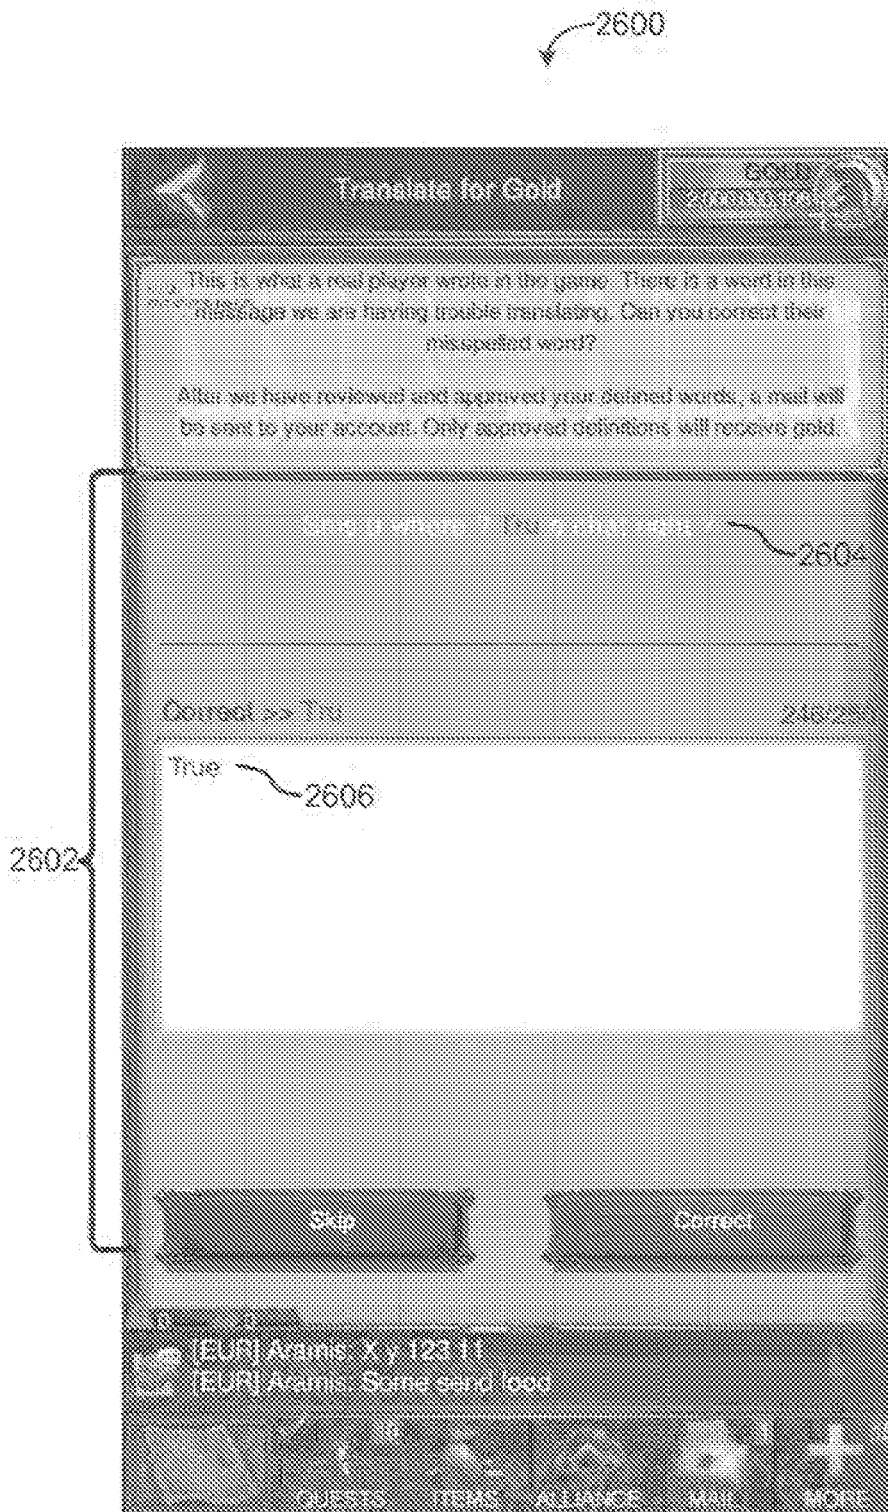 2600
Translate for Gold
GOLD
This is what a real player wrote in the game. There is a word in this
message we are having trouble translating. Can you correct their
misspelled word?
After we have reviewed and approved your defined words, a mail will
be sent to your account. Only approved definitions will receive gold.
Tru
2604
Correct >> Tru
True
2606
2602
Skip
Correct
[EUR] Aramis: X y 123 11
[EUR] Aramis: Some send food
QUESTS
ITEMS
ALLIANCE
MAIL
MORE